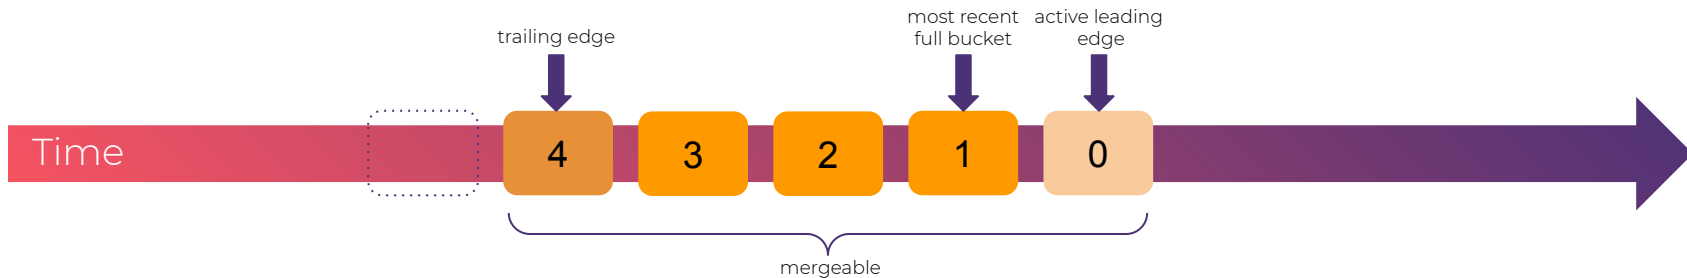 trailing edge
most recent
full bucket
active leading
edge
Time
4
3
2
1
0
mergeable